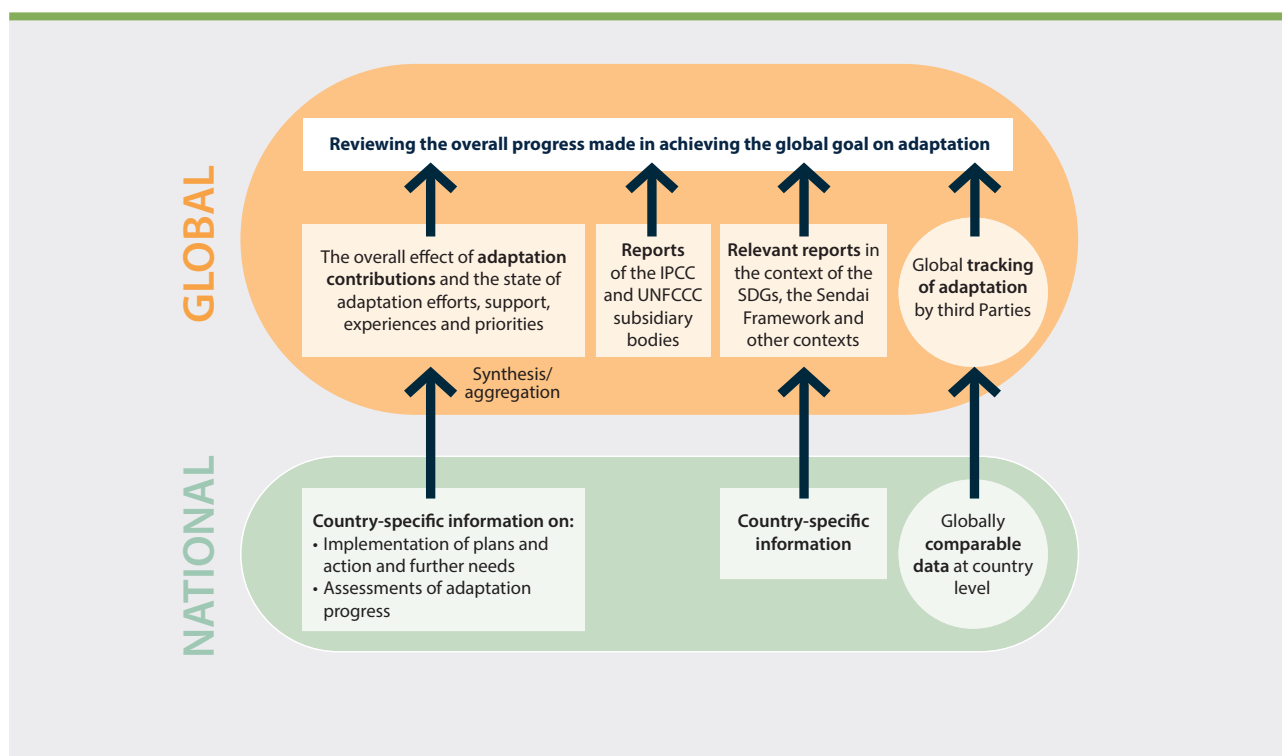 GLOBAL
Reviewing the overall progress made in achieving the global goal on adaptation
The overall effect of adaptation
contributions and the state of
adaptation efforts, support,
experiences and priorities
Reports
of the IPCC
and UNFCCC
subsidiary
bodies
Relevant reports in
the context of the
SDGs, the Sendai
Framework and
other contexts
Global tracking
of adaptation
by third Parties
Synthesis/
aggregation
NATIONAL
Country-specific information on:
• Implementation of plans and
action and further needs
• Assessments of adaptation
progress
Country-specific
information
Globally
comparable
data at country
level